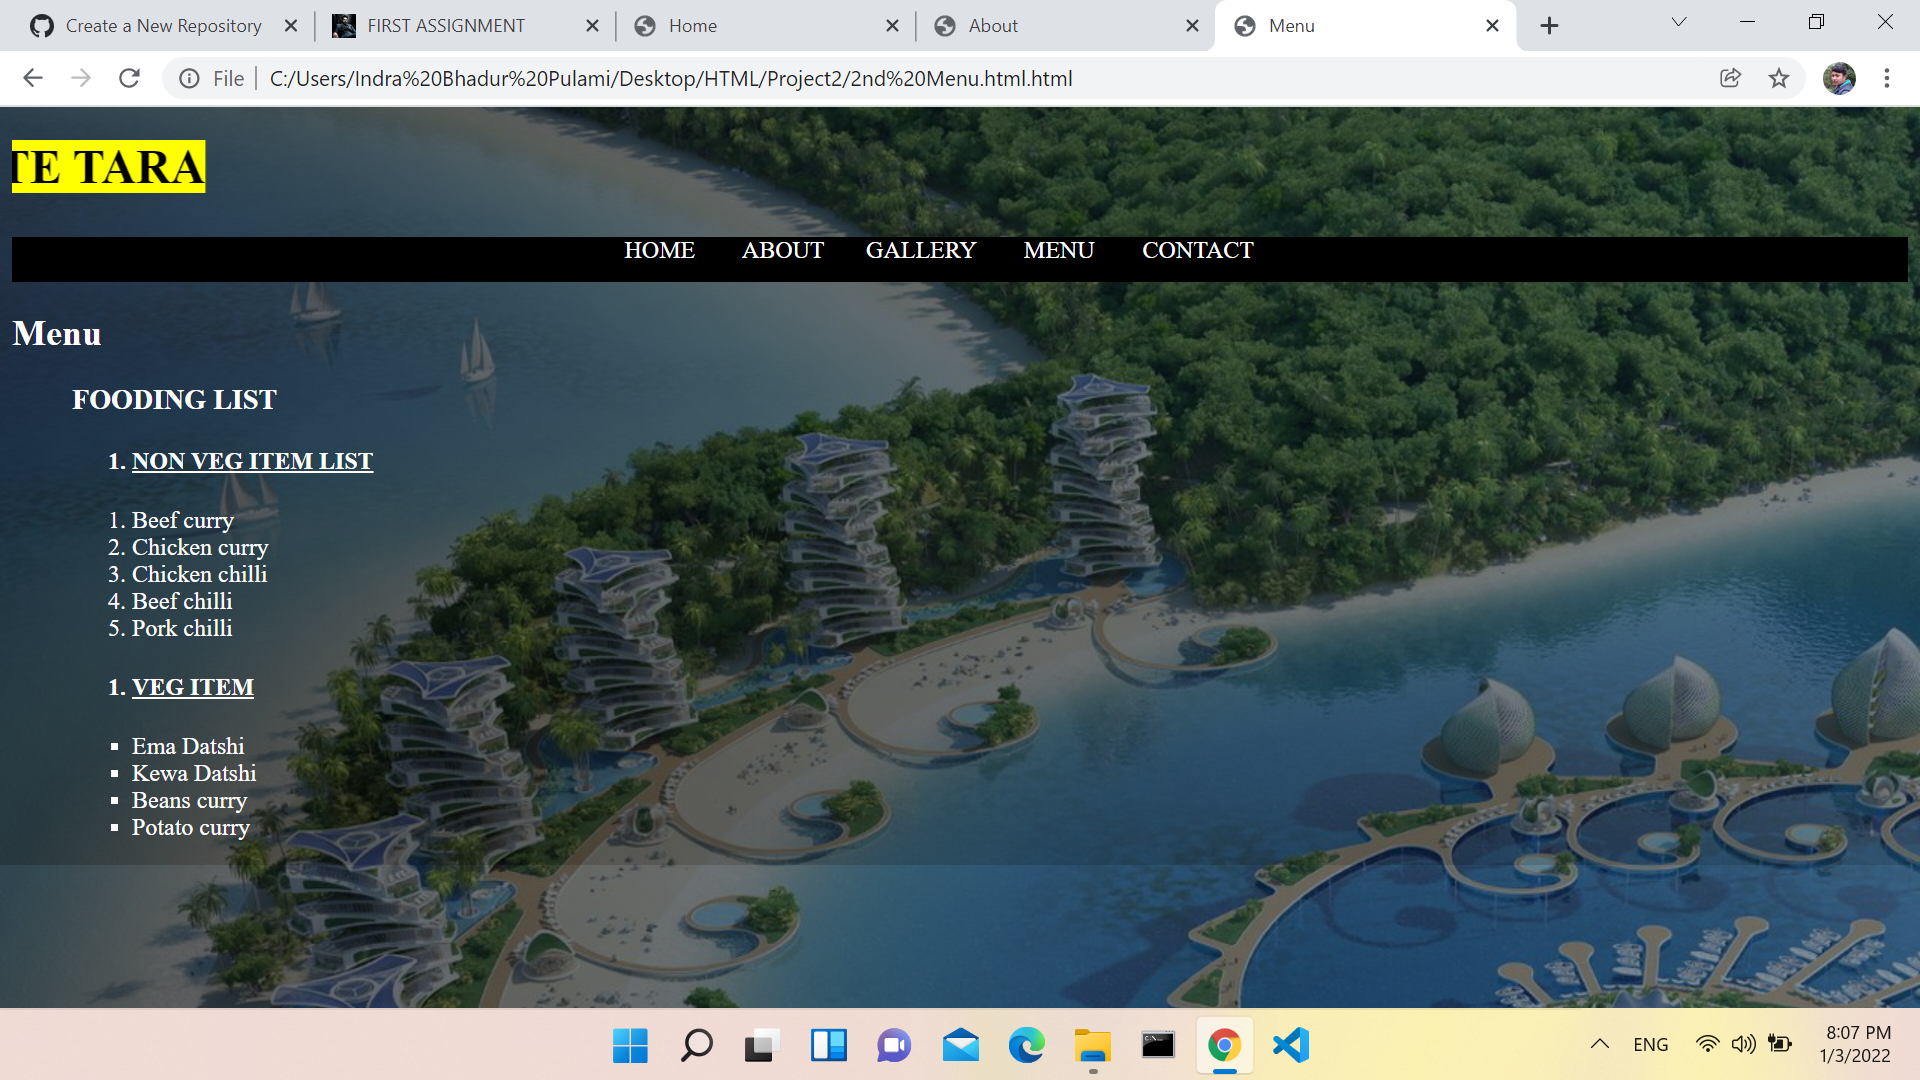 Create a New Repository
FIRST ASSIGNMENT
Home
About
Menu
File
C:/Users/Indra%20Bhadur%20Pulami/Desktop/HTML/Project2/2nd%20Menu.html.html
TE TARA
HOME ABOUT GALLERY MENU CONTACT
Menu
FOODING LIST
1. NON VEG ITEM LIST
1. Beef curry
2. Chicken curry
3. Chicken chilli
4. Beef chilli
5. Pork chilli
1. VEG ITEM
▪ Ema Datshi
▪ Kewa Datshi
▪ Beans curry
▪ Potato curry
ENG
8:07 PM
1/3/2022